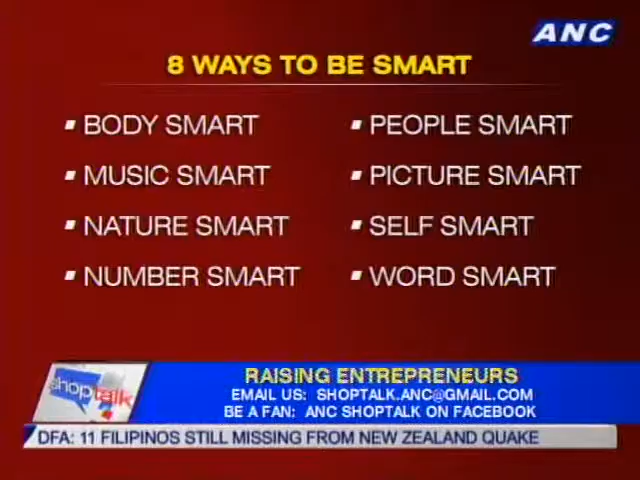 ANC
8 WAYS TO BE SMART
BODY SMART
MUSIC SMART
NATURE SMART
NUMBER SMART
PEOPLE SMART
PICTURE SMART
SELF SMART
WORD SMART
shop talk
RAISING ENTREPRENEURS
EMAIL US: SHOPTALK.ANC@GMAIL.COM
BE A FAN: ANC SHOPTALK ON FACEBOOK
DFA: 11 FILIPINOS STILL MISSING FROM NEW ZEALAND QUAKE